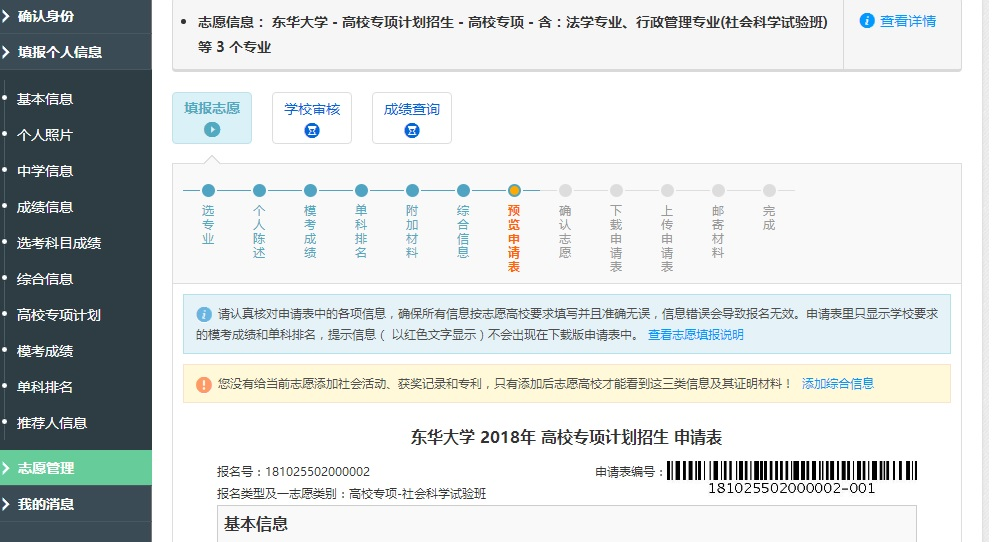 确认身份
填报个人信息
基本信息
个人照片
中学信息
成绩信息
选考科目成绩
综合信息
高校专项计划
模考成绩
单科排名
推荐人信息
志愿管理
我的消息
志愿信息： 东华大学 - 高校专项计划招生 - 高校专项 - 含：法学专业、行政管理专业(社会科学试验班)
等 3 个专业
查看详情
填报志愿
学校审核
成绩查询
选专业
个人陈述
模考成绩
单科排名
附加材料
综合信息
预览申请表
确认志愿
下载申请表
上传申请表
邮寄材料
完成
请认真核对申请表中的各项信息，确保所有信息按志愿高校要求填写并且准确无误，信息错误会导致报名无效。申请表里只显示学校要求
的模考成绩和单科排名，提示信息（ 以红色文字显示）不会出现在下载版申请表中。 查看志愿填报说明
您没有给当前志愿添加社会活动、获奖记录和专利，只有添加后志愿高校才能看到这三类信息及其证明材料！ 添加综合信息
东华大学 2018年 高校专项计划招生 申请表
报名号：181025502000002
申请表编号：
181025502000002-001
报名类型及一志愿类别：高校专项-社会科学试验班
基本信息